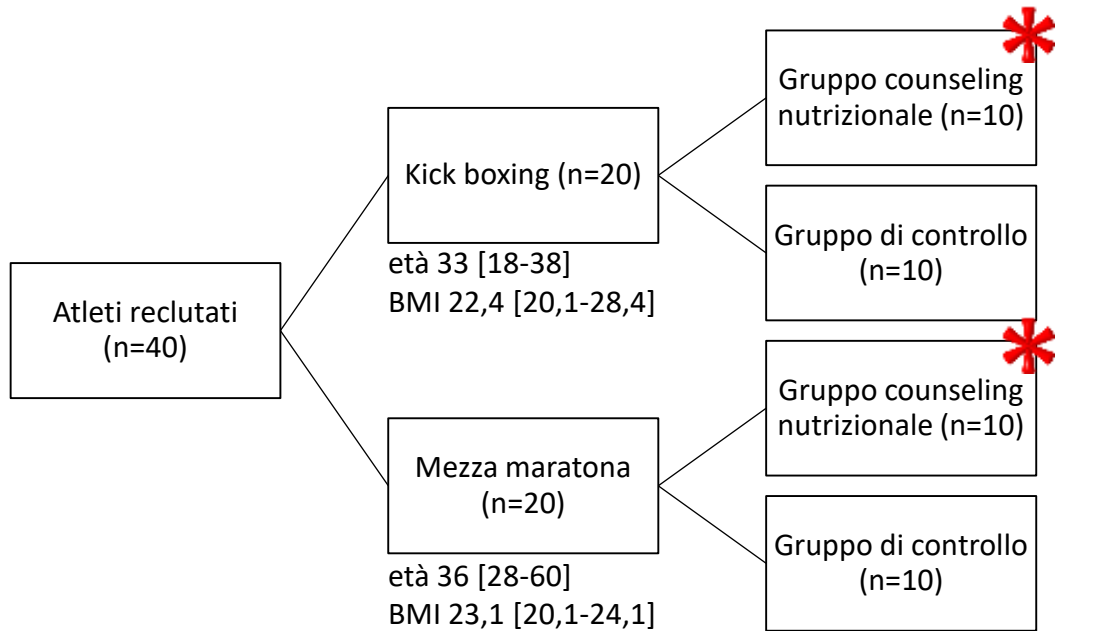 Atleti reclutati
(n=40)
Kick boxing (n=20)
età 33 [18-38]
BMI 22,4 [20,1-28,4]
Mezza maratona
(n=20)
età 36 [28-60]
BMI 23,1 [20,1-24,1]
Gruppo counseling
nutrizionale (n=10)
Gruppo di controllo
(n=10)
Gruppo counseling
nutrizionale (n=10)
Gruppo di controllo
(n=10)